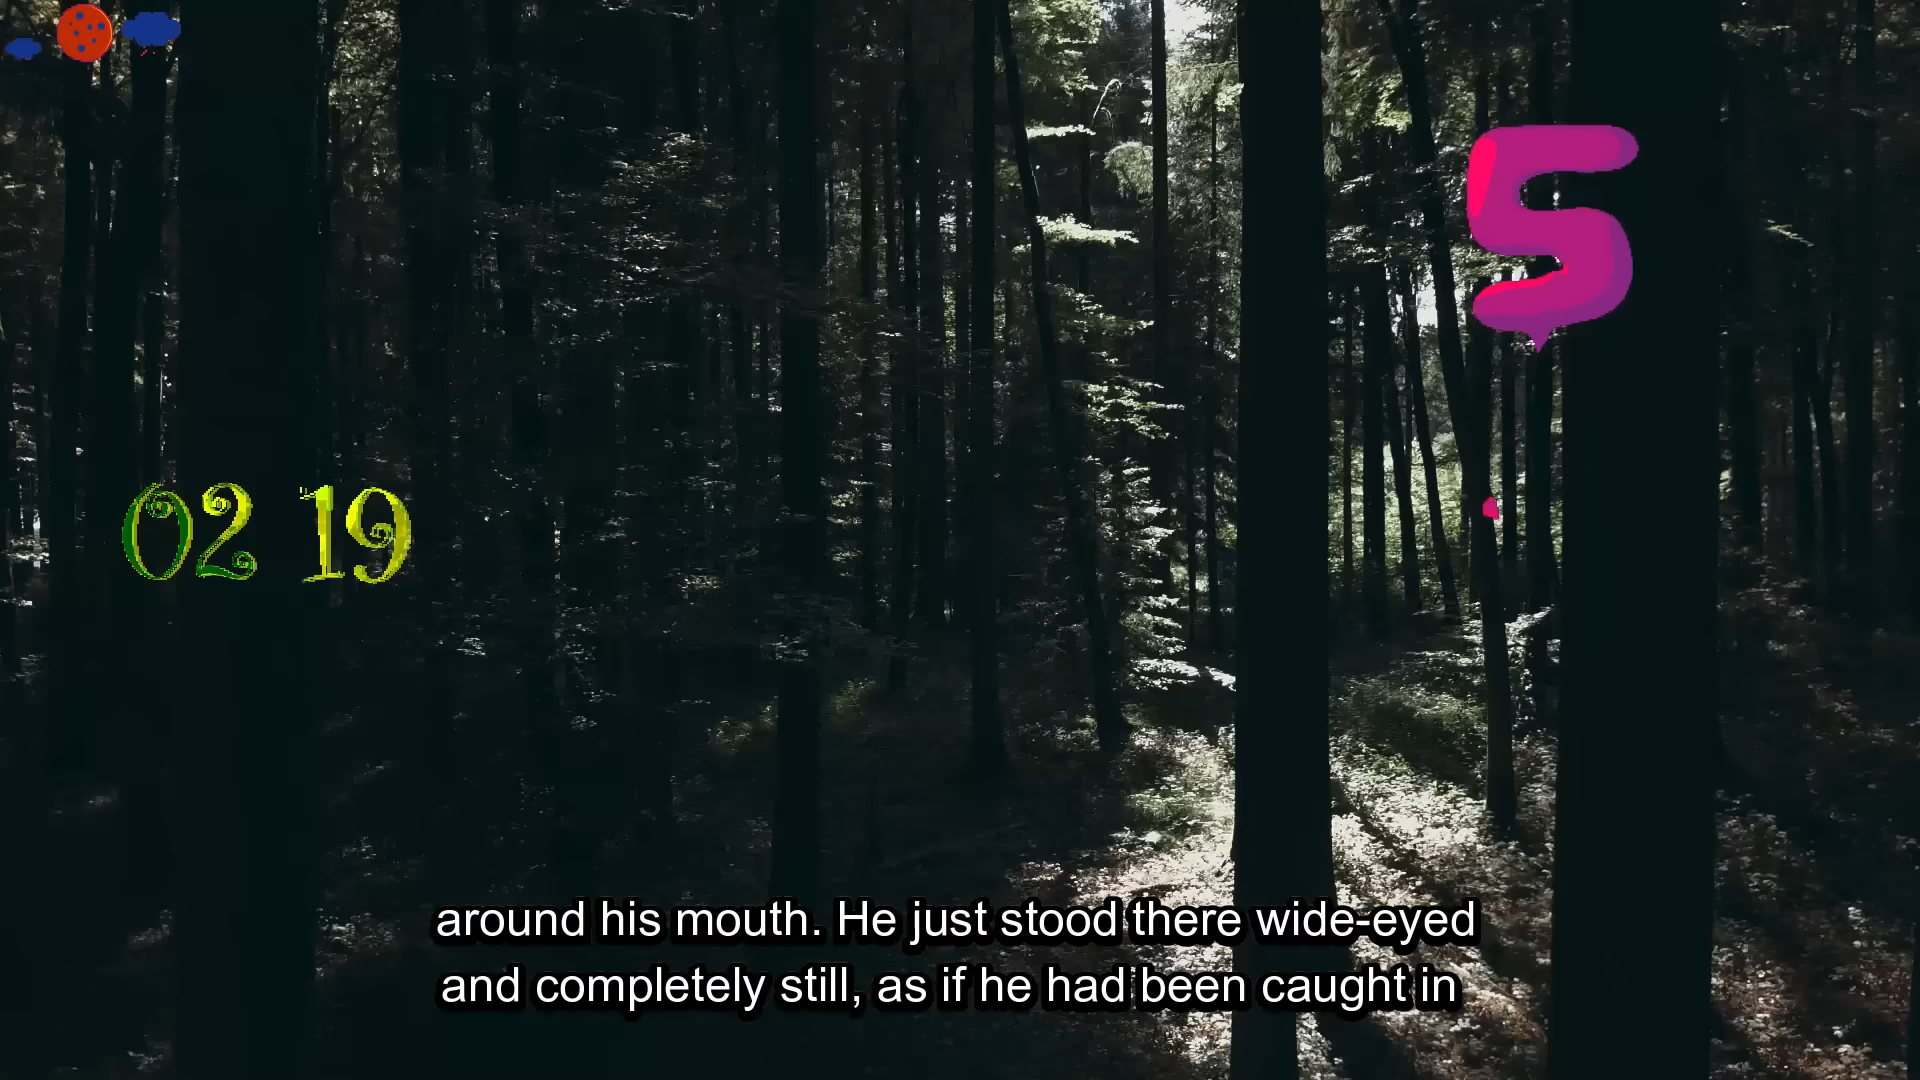 5
02 19
around his mouth. He just stood there wide-eyed
and completely still, as if he had been caught in